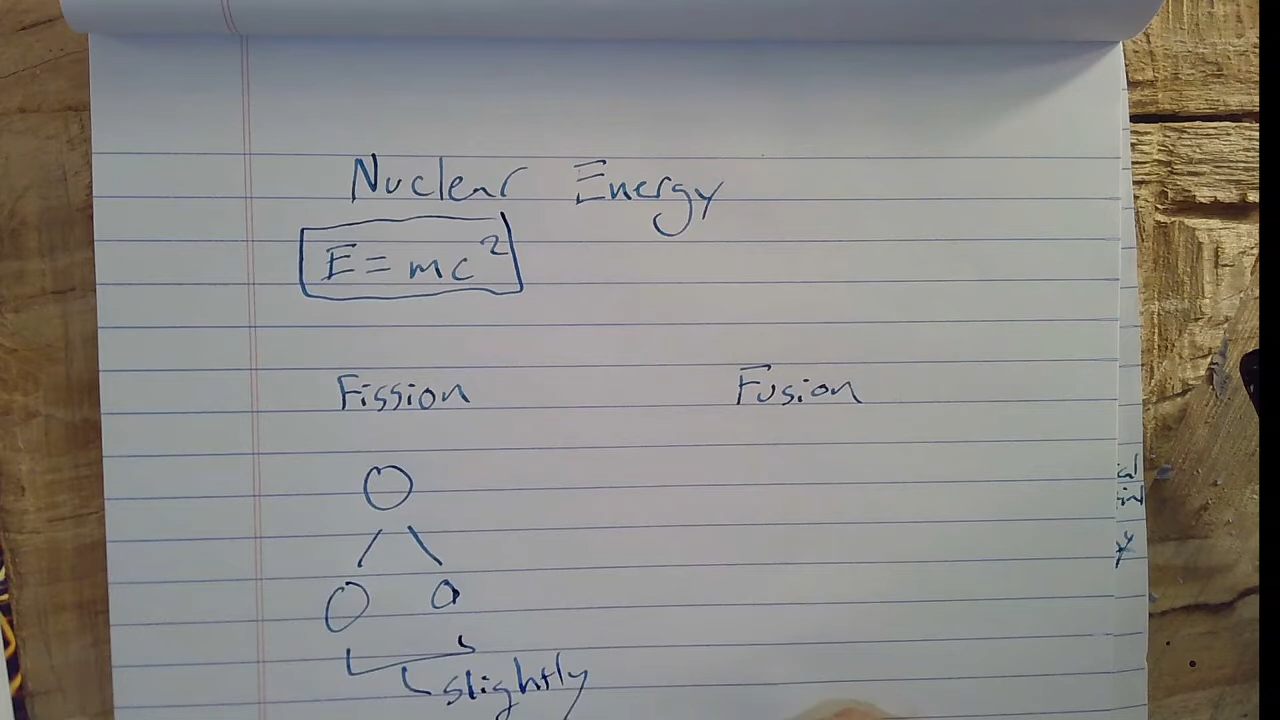 Nuclear Energy
E = mc²
Fission Fusion
slightly